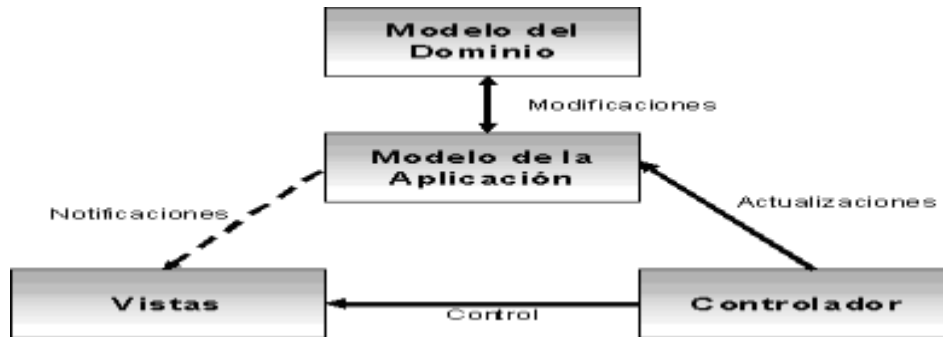 Modelo del
Dominio
Modificaciones
Modelo de la
Aplicación
Notificaciones
Actualizaciones
Vistas
Control
Controlador